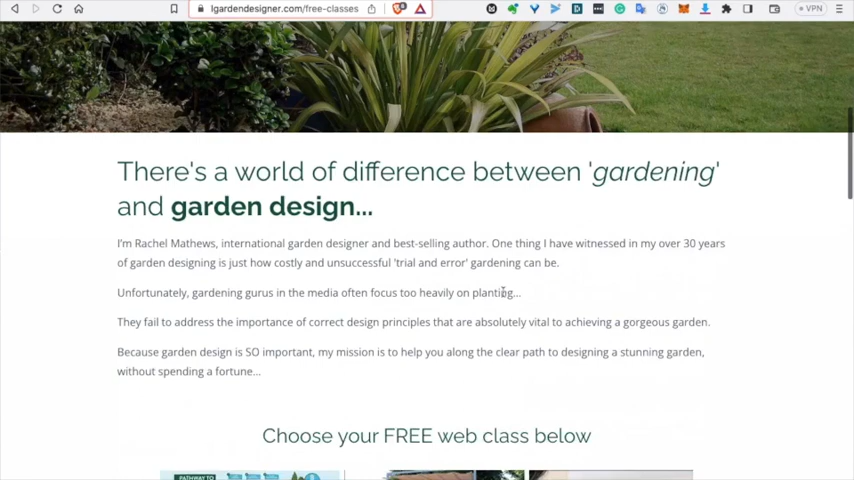 lgardendesigner.com/free-classes
VPN
There's a world of difference between 'gardening'
and garden design...
I'm Rachel Mathews, international garden designer and best-selling author. One thing I have witnessed in my over 30 years
of garden designing is just how costly and unsuccessful 'trial and error' gardening can be.
Unfortunately, gardening gurus in the media often focus too heavily on planting...
They fail to address the importance of correct design principles that are absolutely vital to achieving a gorgeous garden.
Because garden design is SO important, my mission is to help you along the clear path to designing a stunning garden,
without spending a fortune...
Choose your FREE web class below
PATHWAY TO